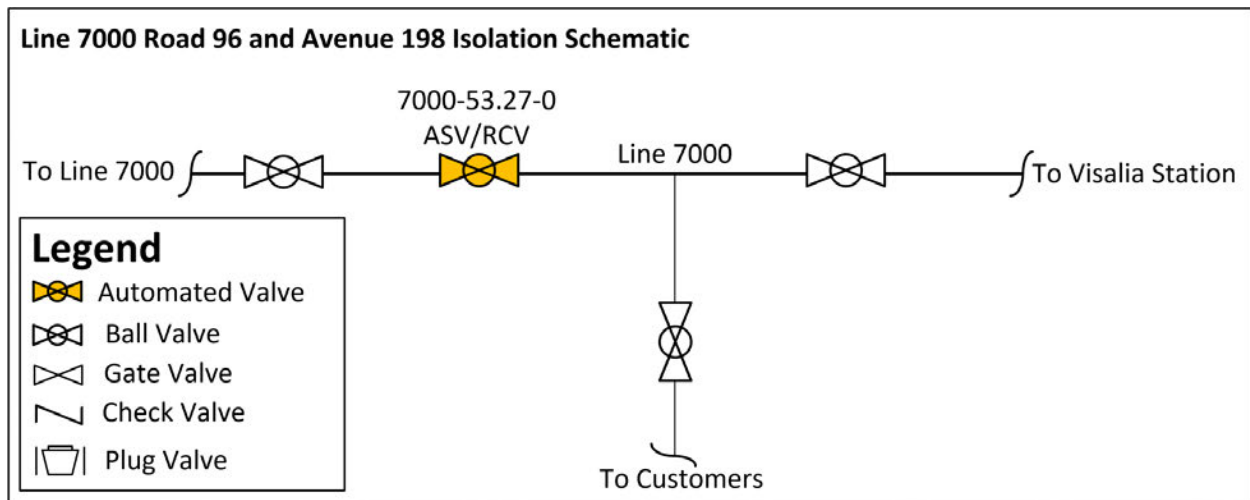 Line 7000 Road 96 and Avenue 198 Isolation Schematic
7000-53.27-0
ASV/RCV
To Line 7000
Line 7000
To Visalia Station
Legend
Automated Valve
Ball Valve
Gate Valve
Check Valve
Plug Valve
To Customers